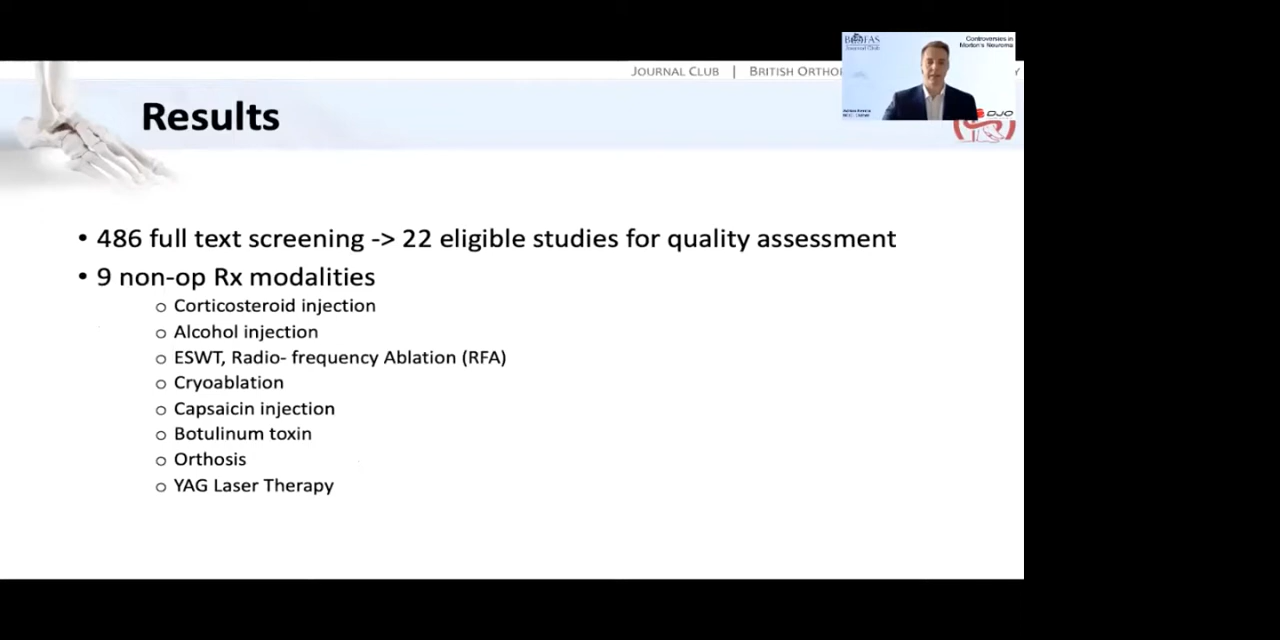 Controversies in
Morton's Neuroma
JOURNAL CLUB | BRITISH ORTHO
Y
DJO
Results
• 486 full text screening -> 22 eligible studies for quality assessment
• 9 non-op Rx modalities
o Corticosteroid injection
o Alcohol injection
o ESWT, Radio- frequency Ablation (RFA)
o Cryoablation
o Capsaicin injection
o Botulinum toxin
o Orthosis
o YAG Laser Therapy